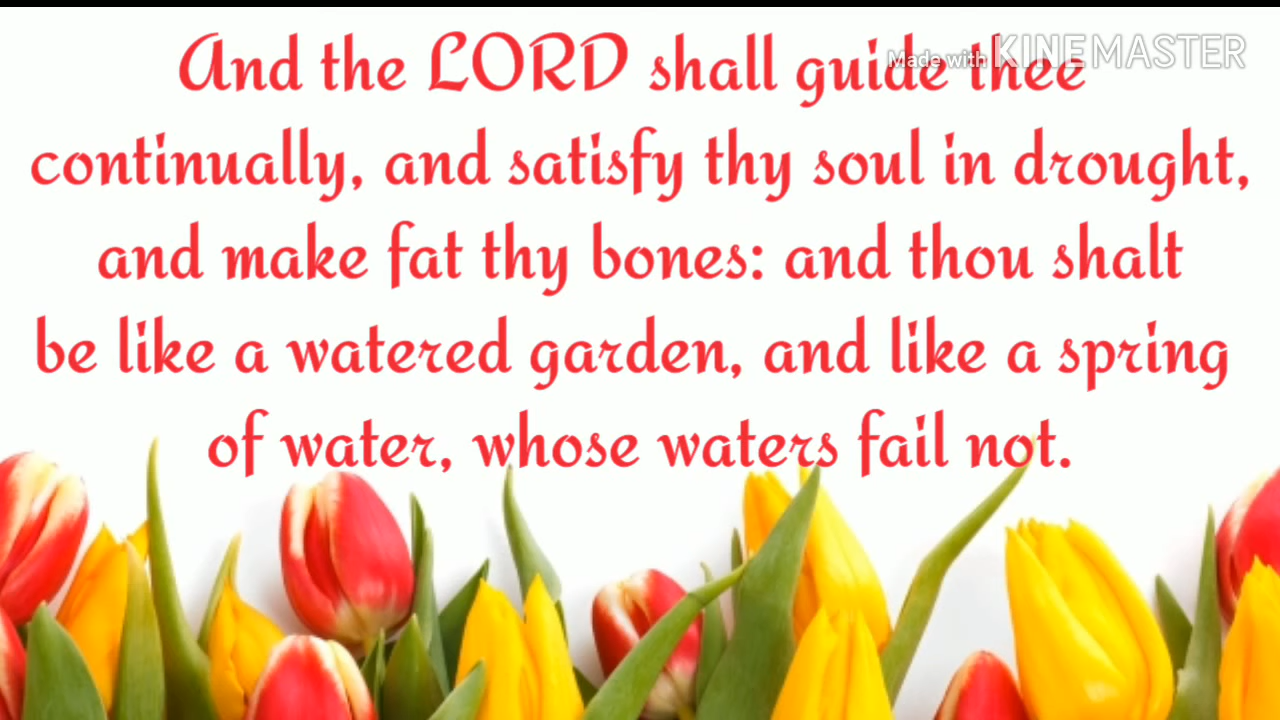 And the LORD shall guide thee
Made with KINEMASTER
continually, and satisfy thy soul in drought,
and make fat thy bones: and thou shalt
be like a watered garden, and like a spring
of water, whose waters fail not.